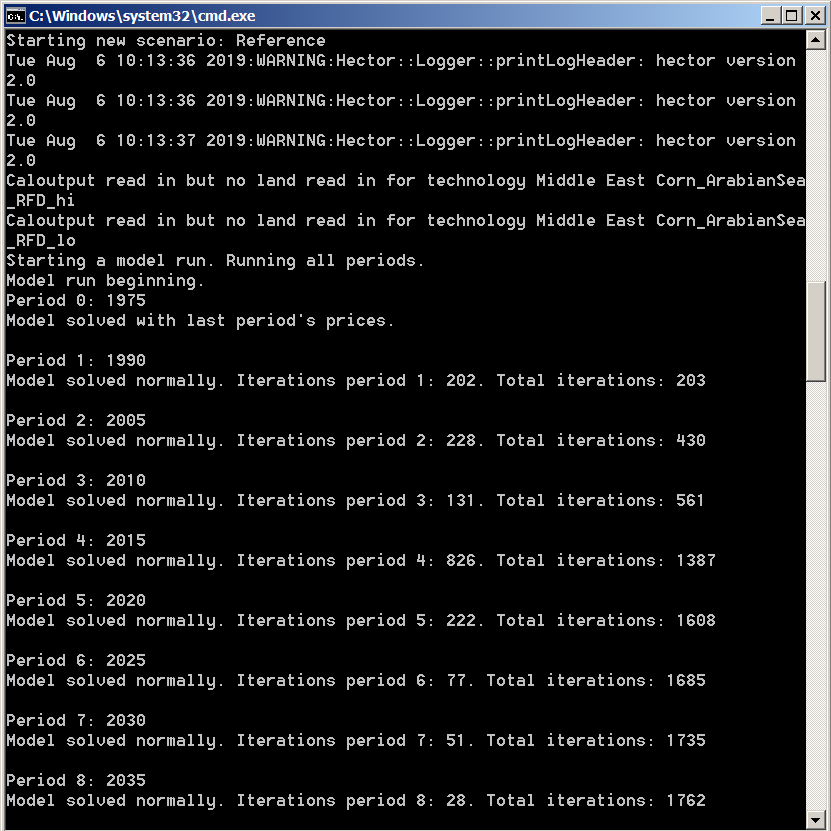 C:\Windows\system32\cmd.exe
Starting new scenario: Reference
Tue Aug  6 10:13:36 2019:WARNING:Hector::Logger::printLogHeader: hector version
2.0
Tue Aug  6 10:13:36 2019:WARNING:Hector::Logger::printLogHeader: hector version
2.0
Tue Aug  6 10:13:37 2019:WARNING:Hector::Logger::printLogHeader: hector version
2.0
Caloutput read in but no land read in for technology Middle East Corn_ArabianSea
_RFD_hi
Caloutput read in but no land read in for technology Middle East Corn_ArabianSea
_RFD_lo
Starting a model run. Running all periods.
Model run beginning.
Period 0: 1975
Model solved with last period's prices.
Period 1: 1990
Model solved normally. Iterations period 1: 202. Total iterations: 203
Period 2: 2005
Model solved normally. Iterations period 2: 228. Total iterations: 430
Period 3: 2010
Model solved normally. Iterations period 3: 131. Total iterations: 561
Period 4: 2015
Model solved normally. Iterations period 4: 826. Total iterations: 1387
Period 5: 2020
Model solved normally. Iterations period 5: 222. Total iterations: 1608
Period 6: 2025
Model solved normally. Iterations period 6: 77. Total iterations: 1685
Period 7: 2030
Model solved normally. Iterations period 7: 51. Total iterations: 1735
Period 8: 2035
Model solved normally. Iterations period 8: 28. Total iterations: 1762